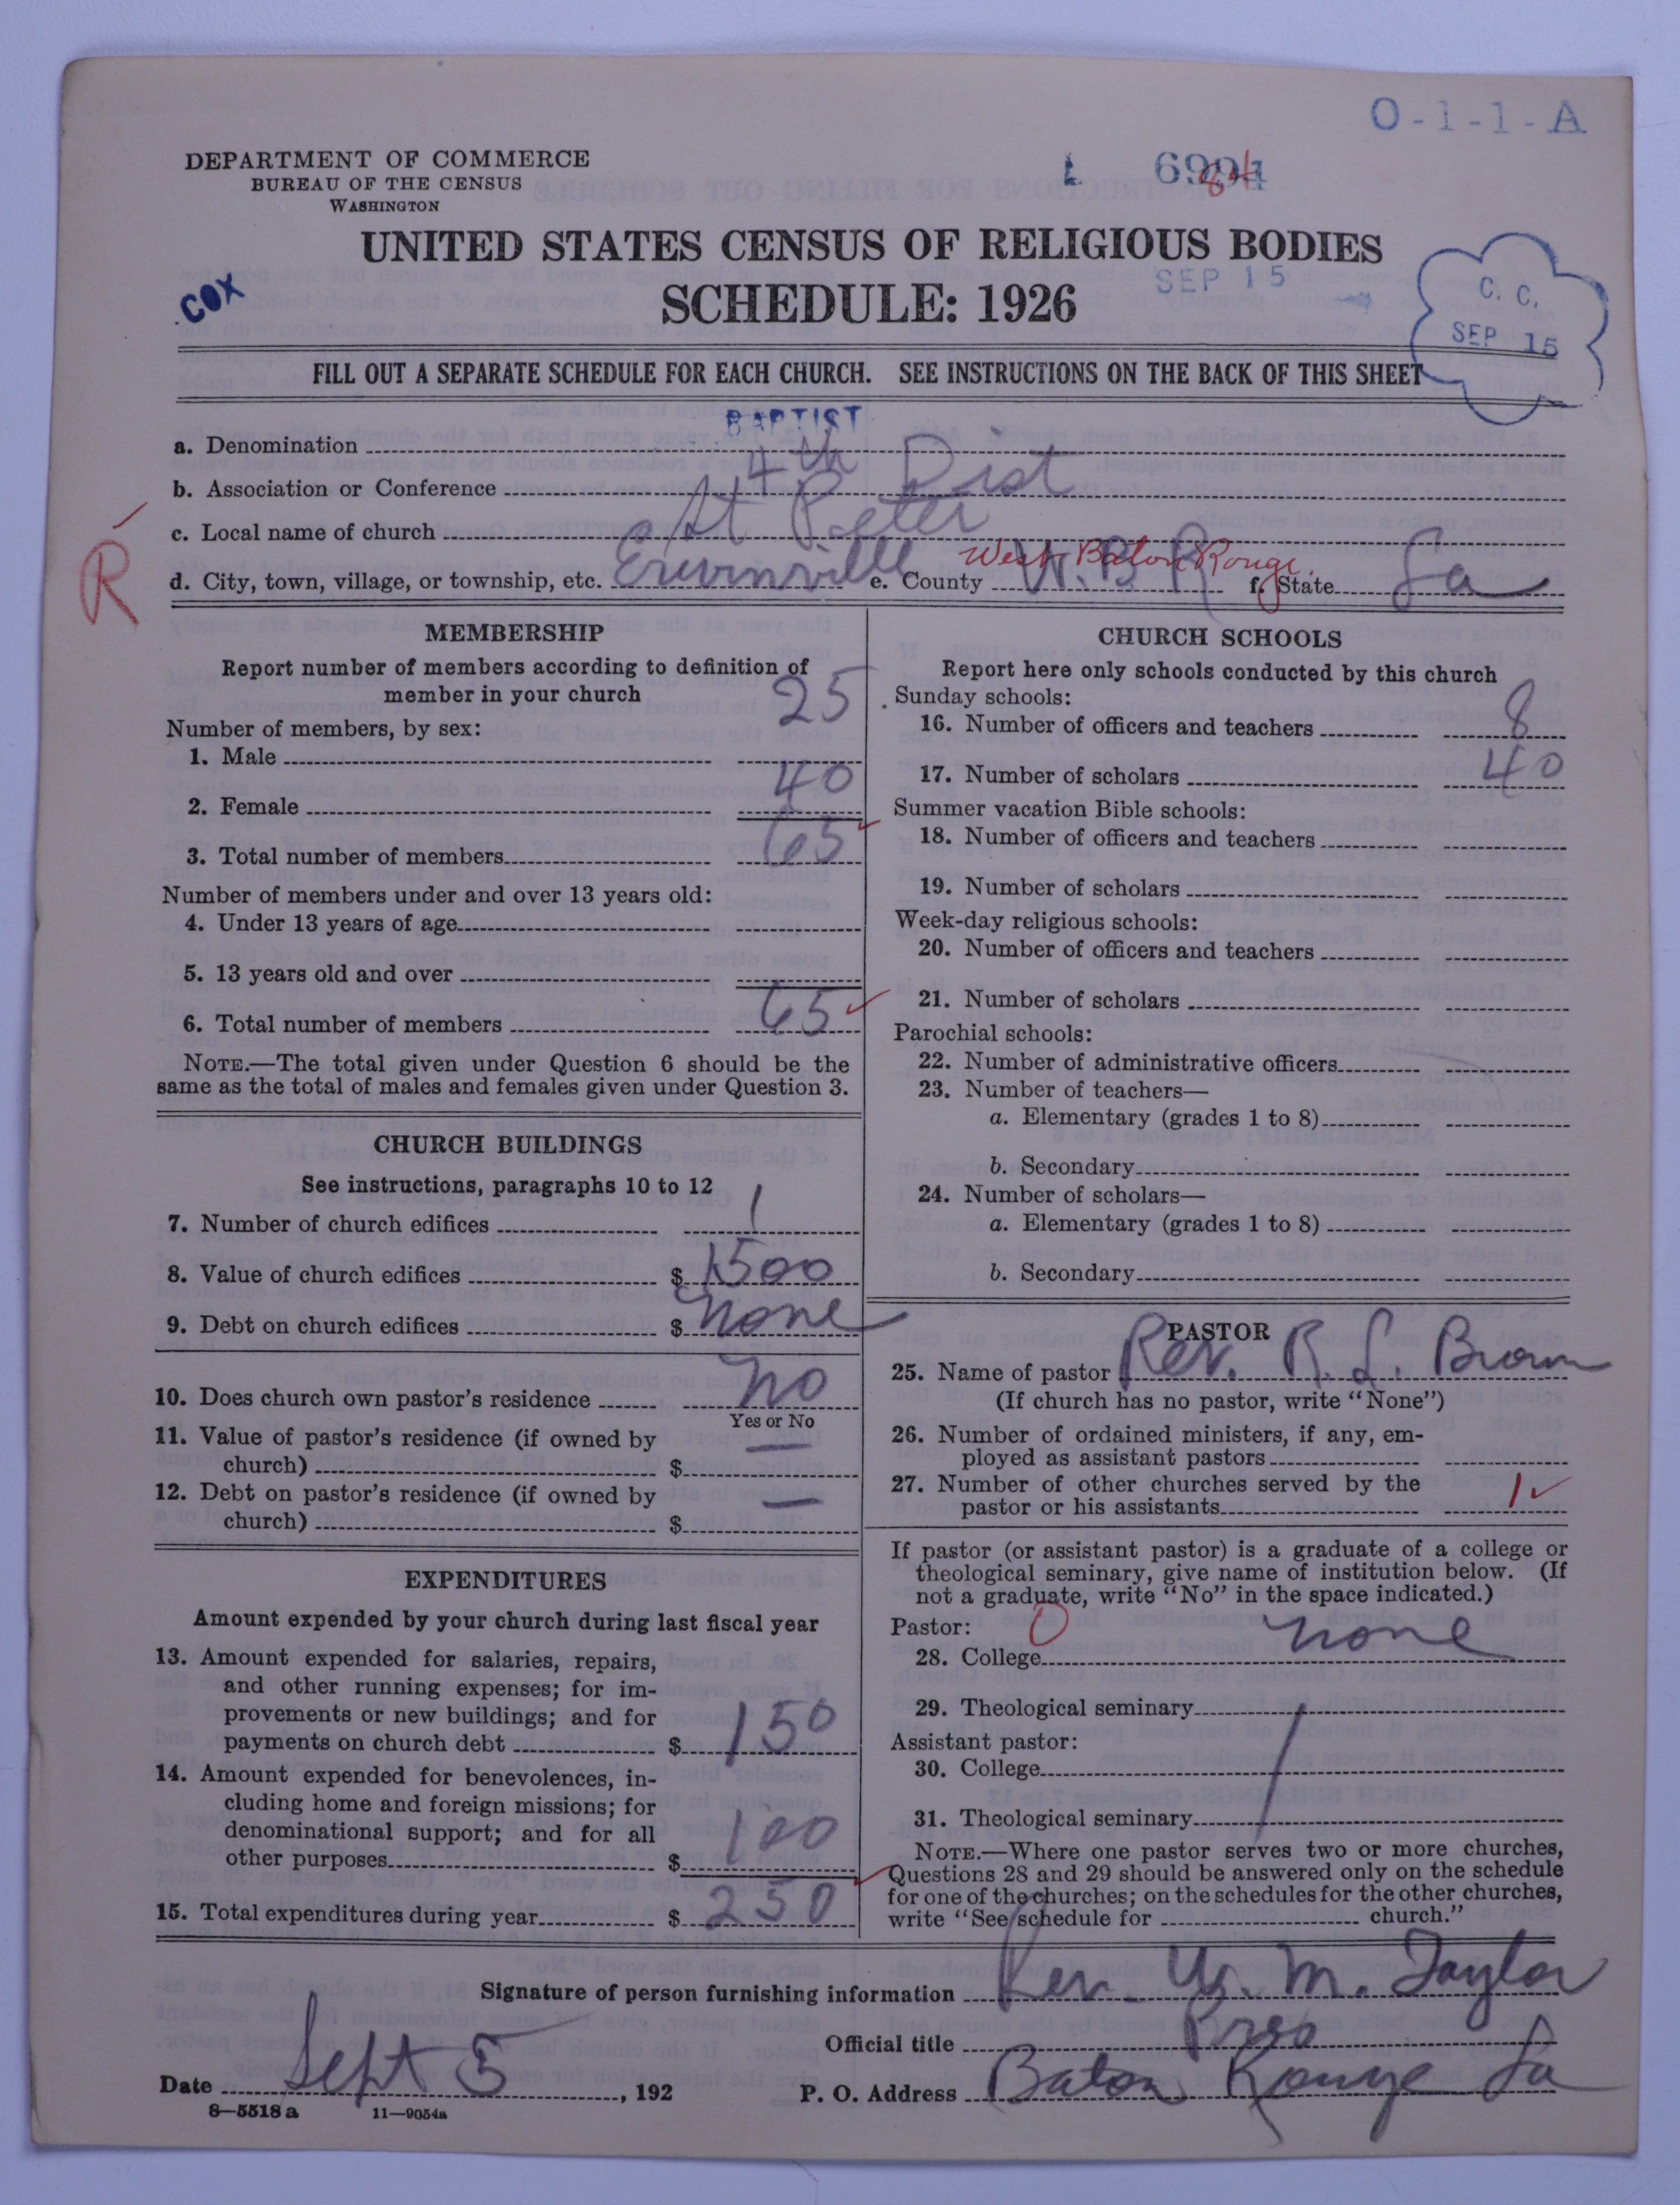 O-1-1-A
DEPARTMENT OF COMMERCE
BUREAU OF THE CENSUS
WASHINGTON
UNITED STATES CENSUS OF RELIGIOUS BODIES
SEP 15
COX
SCHEDULE: 1926
C. C.
SEP 15
FILL OUT A SEPARATE SCHEDULE FOR EACH CHURCH. SEE INSTRUCTIONS ON THE BACK OF THIS SHEET
a. Denomination BAPTIST
b. Association or Conference 4th Dist
c. Local name of church St Peter
R
d. City, town, village, or township, etc. Erwinville e. County W. B R West Baton Rouge. f. State La
MEMBERSHIP
Report number of members according to definition of
member in your church
Number of members, by sex:
1. Male 25
2. Female 40
3. Total number of members 65
Number of members under and over 13 years old:
4. Under 13 years of age
5. 13 years old and over
6. Total number of members 65
NOTE.—The total given under Question 6 should be the
same as the total of males and females given under Question 3.
CHURCH BUILDINGS
See instructions, paragraphs 10 to 12
7. Number of church edifices 1
8. Value of church edifices $ 1500
9. Debt on church edifices $ none
10. Does church own pastor's residence no
Yes or No
11. Value of pastor's residence (if owned by
church) $ —
12. Debt on pastor's residence (if owned by
church) $ —
EXPENDITURES
Amount expended by your church during last fiscal year
13. Amount expended for salaries, repairs,
and other running expenses; for im-
provements or new buildings; and for
payments on church debt $ 150
14. Amount expended for benevolences, in-
cluding home and foreign missions; for
denominational support; and for all
other purposes $ 100
15. Total expenditures during year $ 250
CHURCH SCHOOLS
Report here only schools conducted by this church
Sunday schools:
16. Number of officers and teachers 8
17. Number of scholars 40
Summer vacation Bible schools:
18. Number of officers and teachers
19. Number of scholars
Week-day religious schools:
20. Number of officers and teachers
21. Number of scholars
Parochial schools:
22. Number of administrative officers
23. Number of teachers—
a. Elementary (grades 1 to 8)
b. Secondary
24. Number of scholars—
a. Elementary (grades 1 to 8)
b. Secondary
PASTOR
25. Name of pastor Rev. R. L. Brown
(If church has no pastor, write "None")
26. Number of ordained ministers, if any, em-
ployed as assistant pastors
27. Number of other churches served by the
pastor or his assistants 1
If pastor (or assistant pastor) is a graduate of a college or
theological seminary, give name of institution below. (If
not a graduate, write "No" in the space indicated.)
Pastor: 0
28. College none
29. Theological seminary
Assistant pastor:
30. College
31. Theological seminary
NOTE.—Where one pastor serves two or more churches,
Questions 28 and 29 should be answered only on the schedule
for one of the churches; on the schedules for the other churches,
write "See schedule for church."
Signature of person furnishing information Rev. M. Taylor
Official title Pres
Date Sept 5, 192 P. O. Address Baton Rouge La
8—5518 a 11—9054a